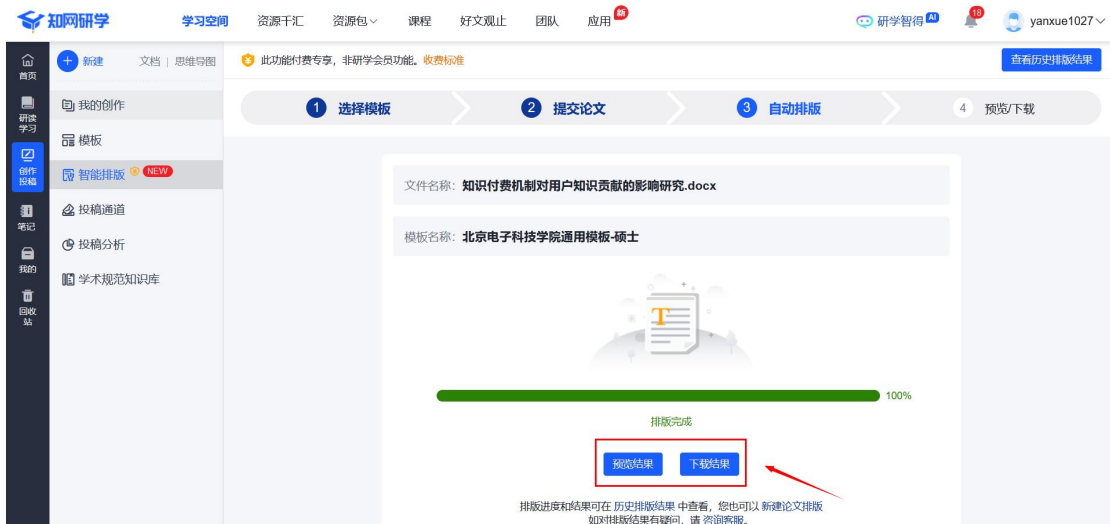 知网研学 学习空间 资源干汇 资源包 课程 好文观止 团队 应用 新 研学智得 AI 18 yanxue1027
首页
研读
学习
创作
投稿
笔记
我的
回收
站
+ 新建 文档 | 思维导图
我的创作
模板
智能排版 NEW
投稿通道
投稿分析
学术规范知识库
此功能付费专享，非研学会员功能。收费标准 查看历史排版结果
1 选择模板 2 提交论文 3 自动排版 4 预览/下载
文件名称：知识付费机制对用户知识贡献的影响研究.docx
模板名称：北京电子科技学院通用模板-硕士
T
100%
排版完成
预览结果 下载结果
排版进度和结果可在 历史排版结果 中查看，您也可以 新建论文排版
如对排版结果有疑问，请 咨询客服。